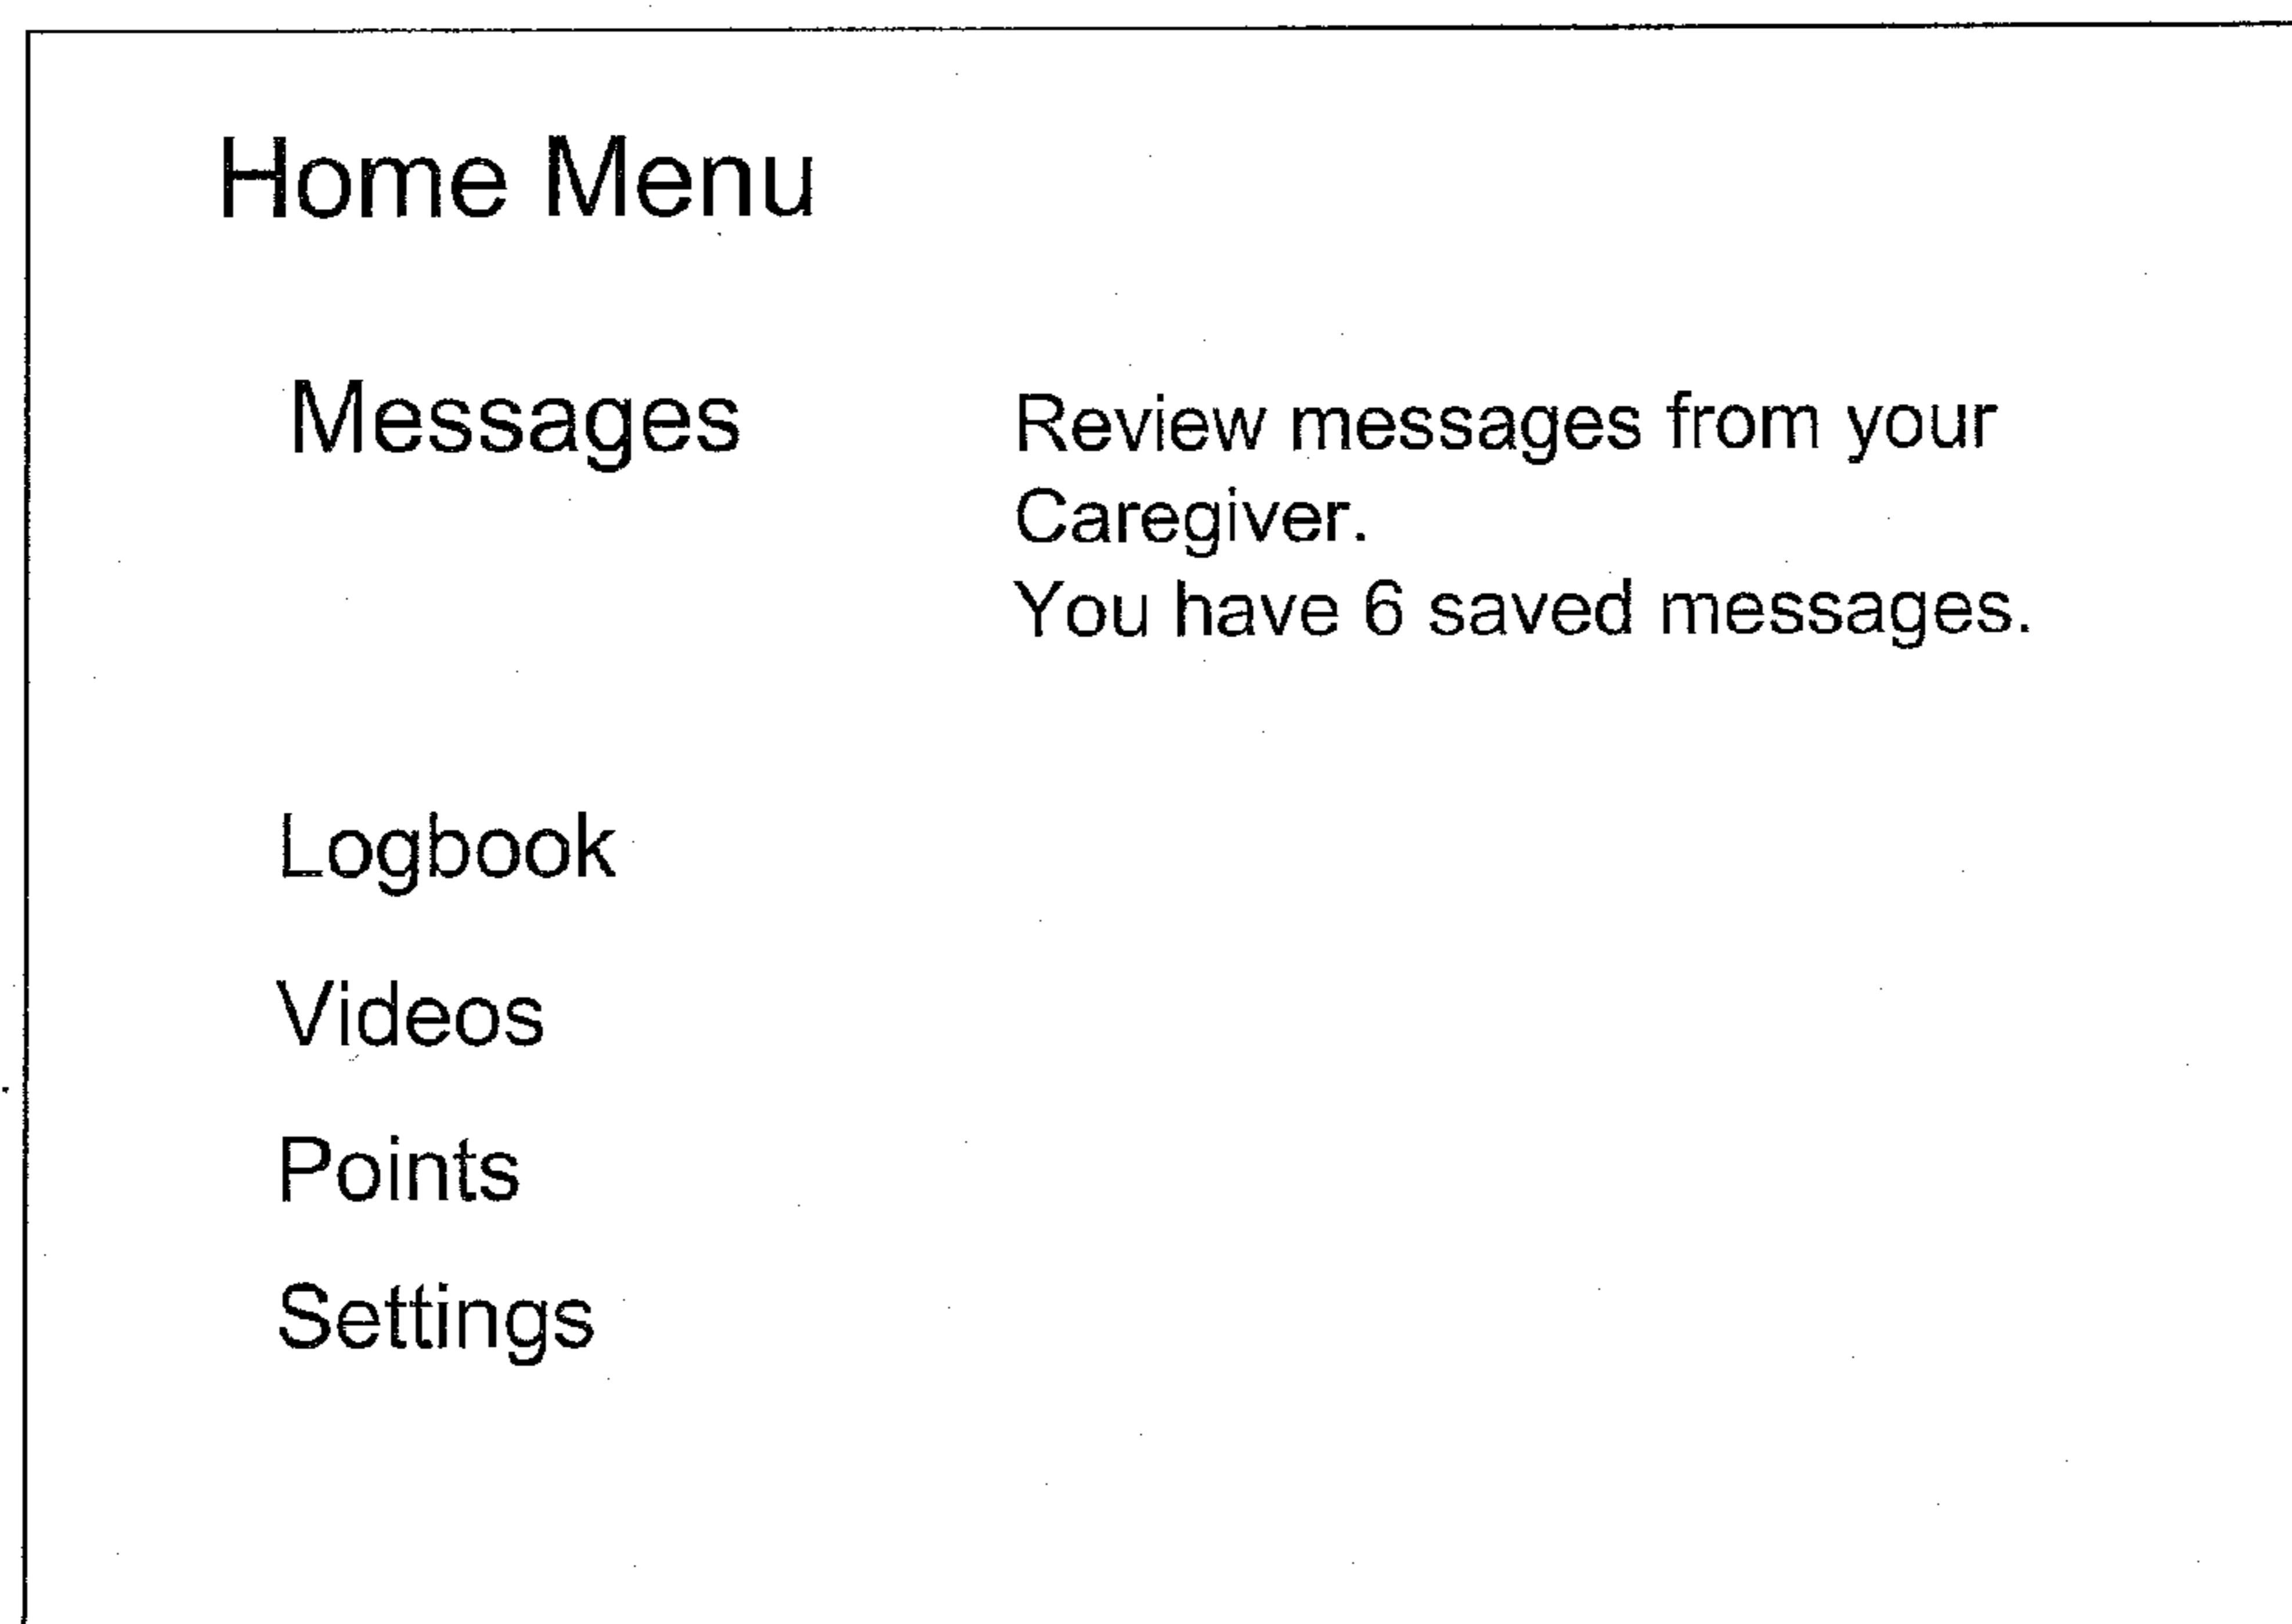 Home Menu
Messages
Review messages from your
Caregiver.
You have 6 saved messages.
Logbook
Videos
Points
Settings